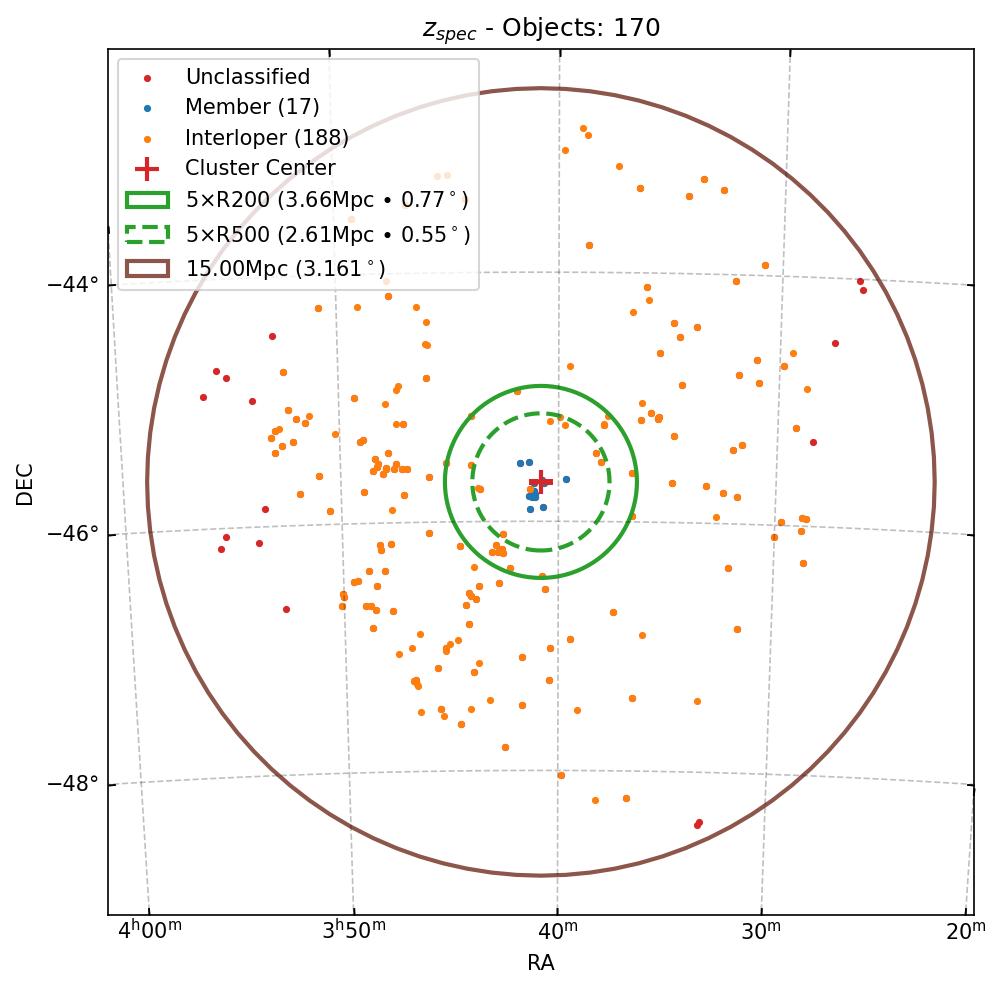 z_spec - Objects: 170
Unclassified
Member (17)
Interloper (188)
Cluster Center
5×R200 (3.66Mpc • 0.77°)
5×R500 (2.61Mpc • 0.55°)
15.00Mpc (3.161°)
DEC
−44°
−46°
−48°
4ʰ00ᵐ 3ʰ50ᵐ 40ᵐ 30ᵐ 20ᵐ
RA